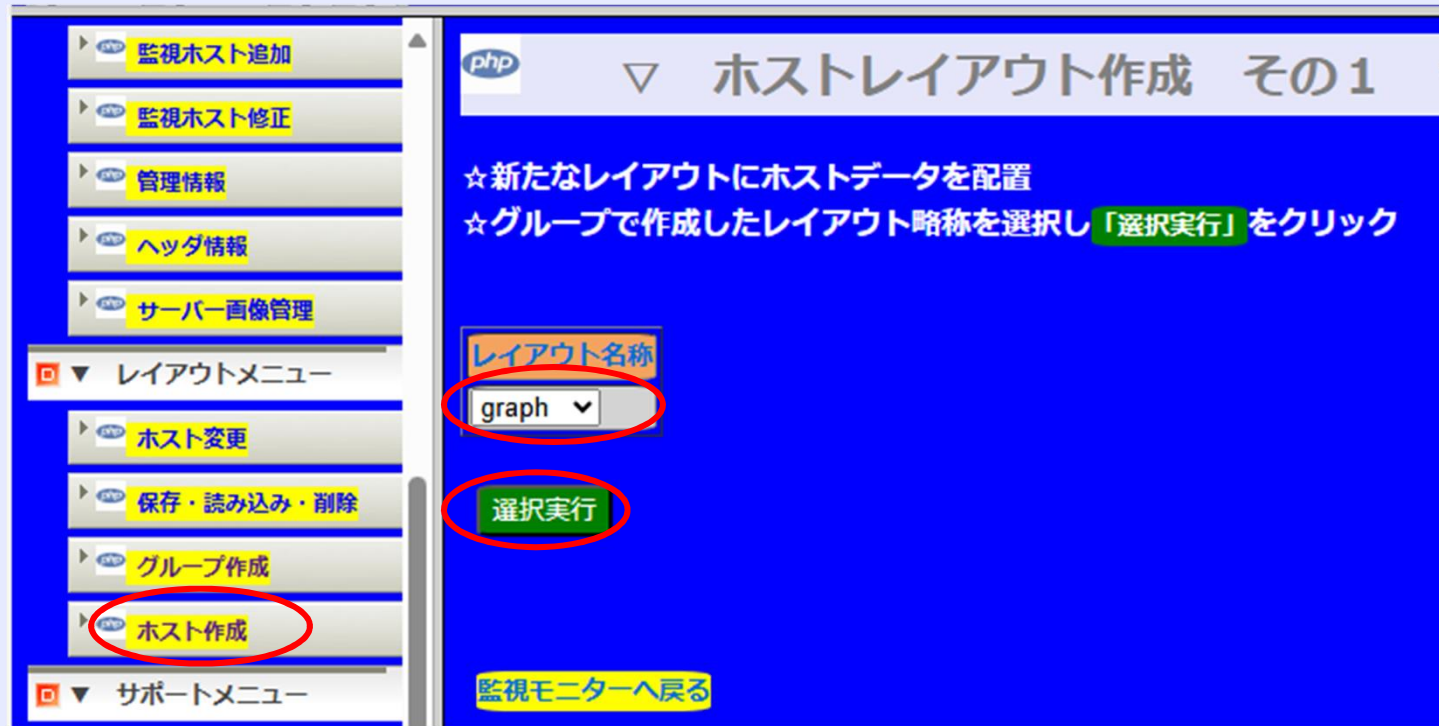 監視ホスト追加
監視ホスト修正
管理情報
ヘッダ情報
サーバー画像管理
▼ レイアウトメニュー
ホスト変更
保存・読み込み・削除
グループ作成
ホスト作成
▼ サポートメニュー
php ▽ ホストレイアウト作成 その１
☆新たなレイアウトにホストデータを配置
☆グループで作成したレイアウト略称を選択し「選択実行」をクリック
レイアウト名称
graph
選択実行
監視モニターへ戻る